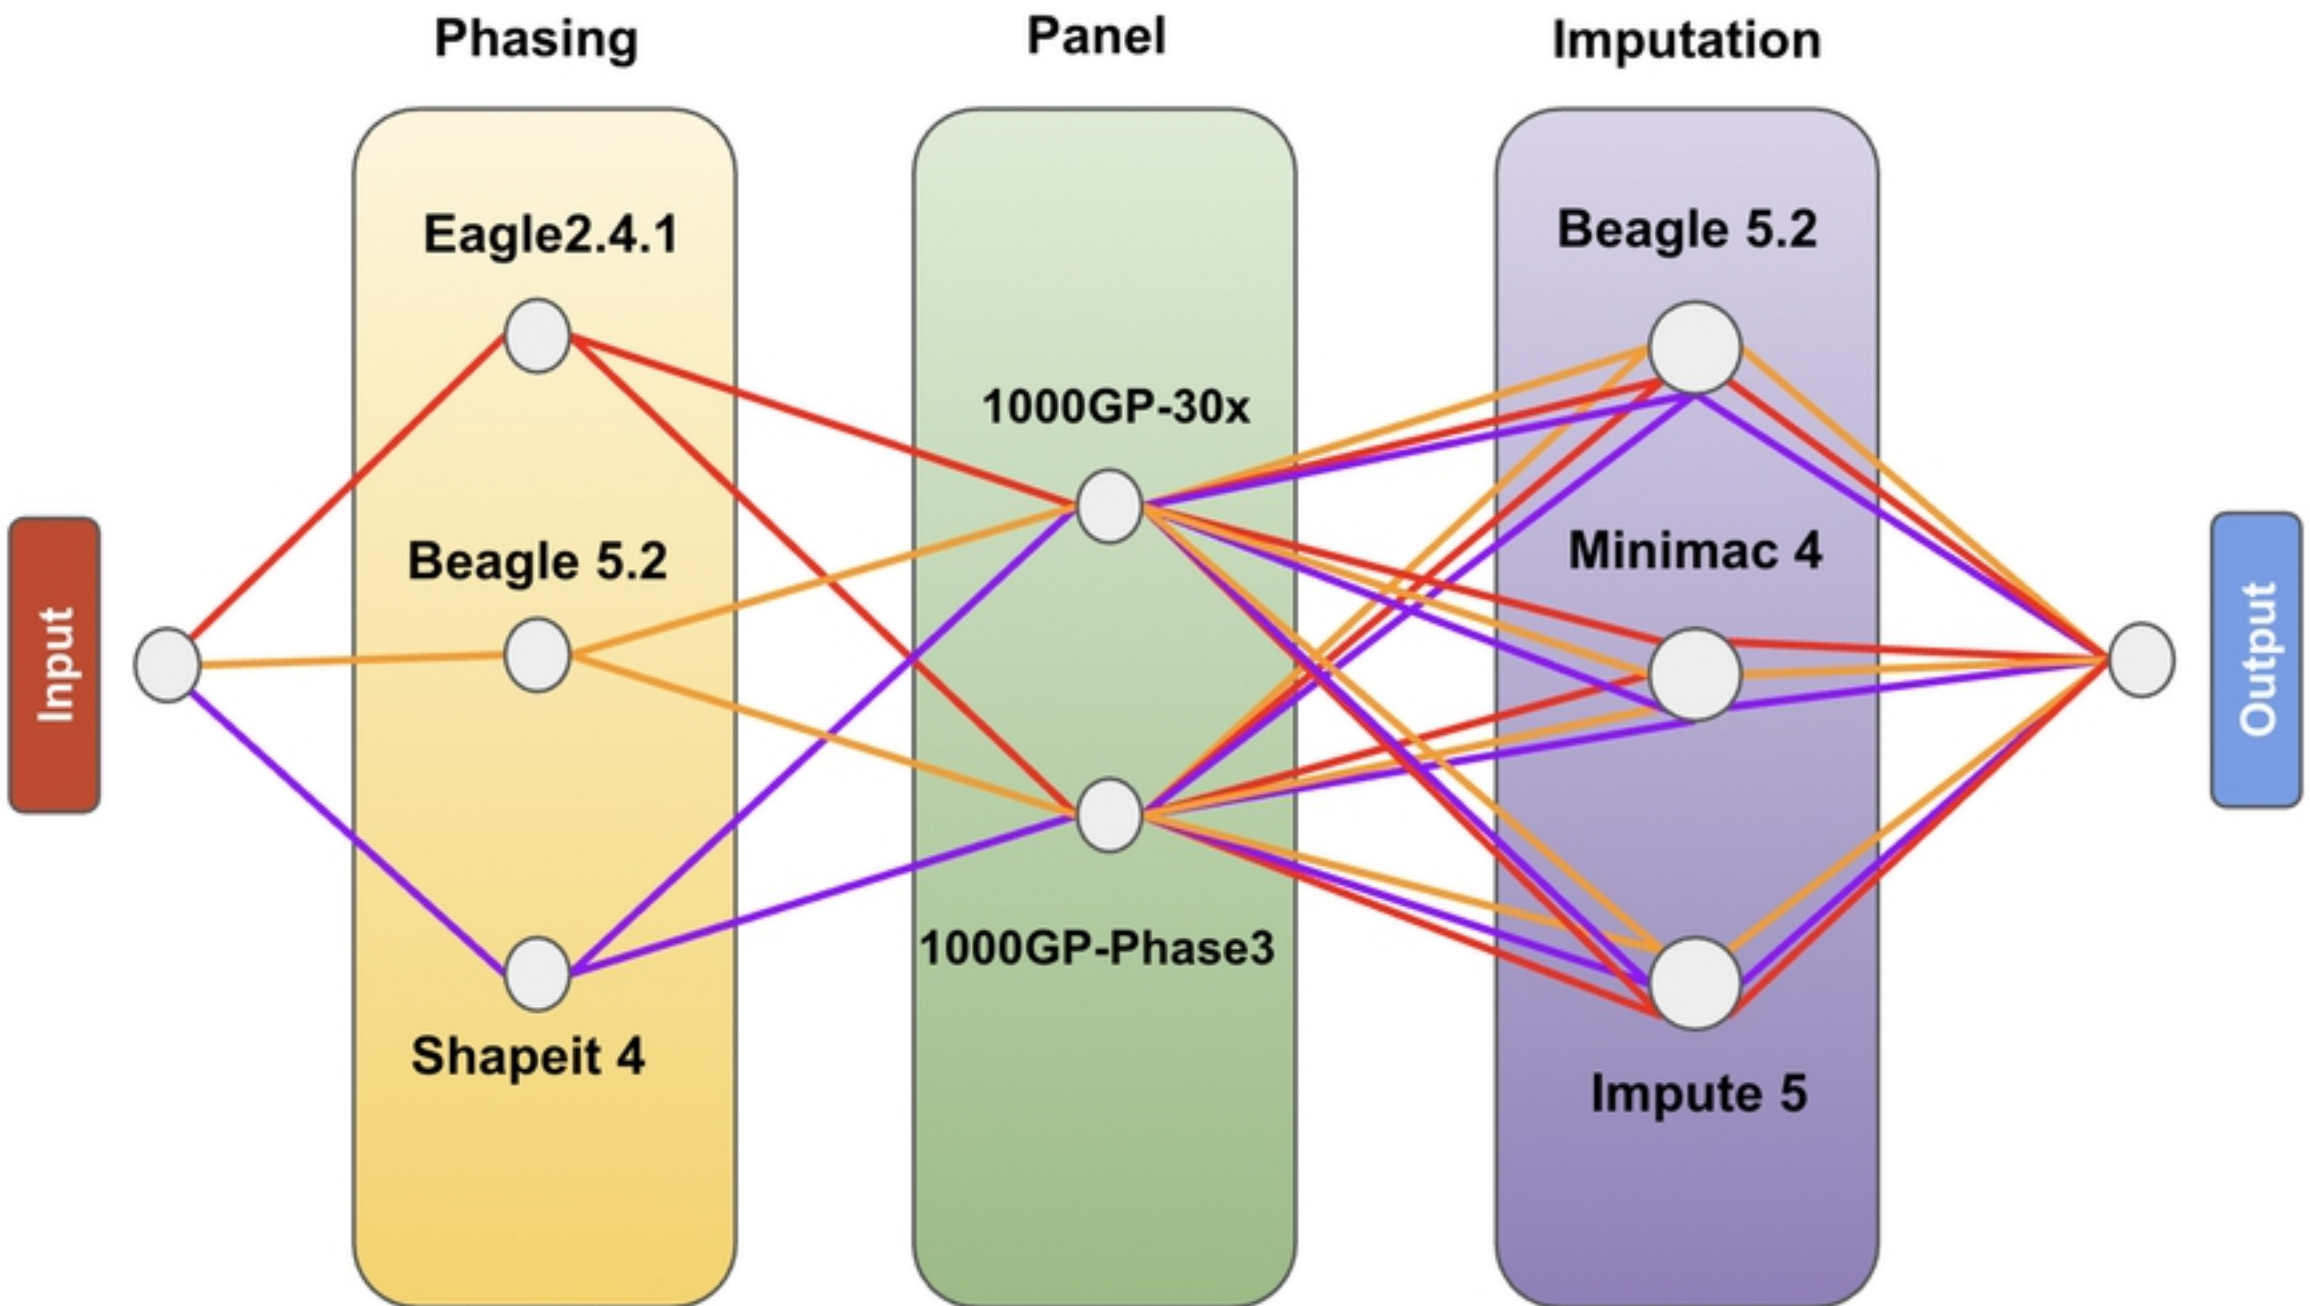 Phasing
Panel
Imputation
Eagle2.4.1
Beagle 5.2
1000GP-30x
Beagle 5.2
Minimac 4
Input
Output
1000GP-Phase3
Shapeit 4
Impute 5